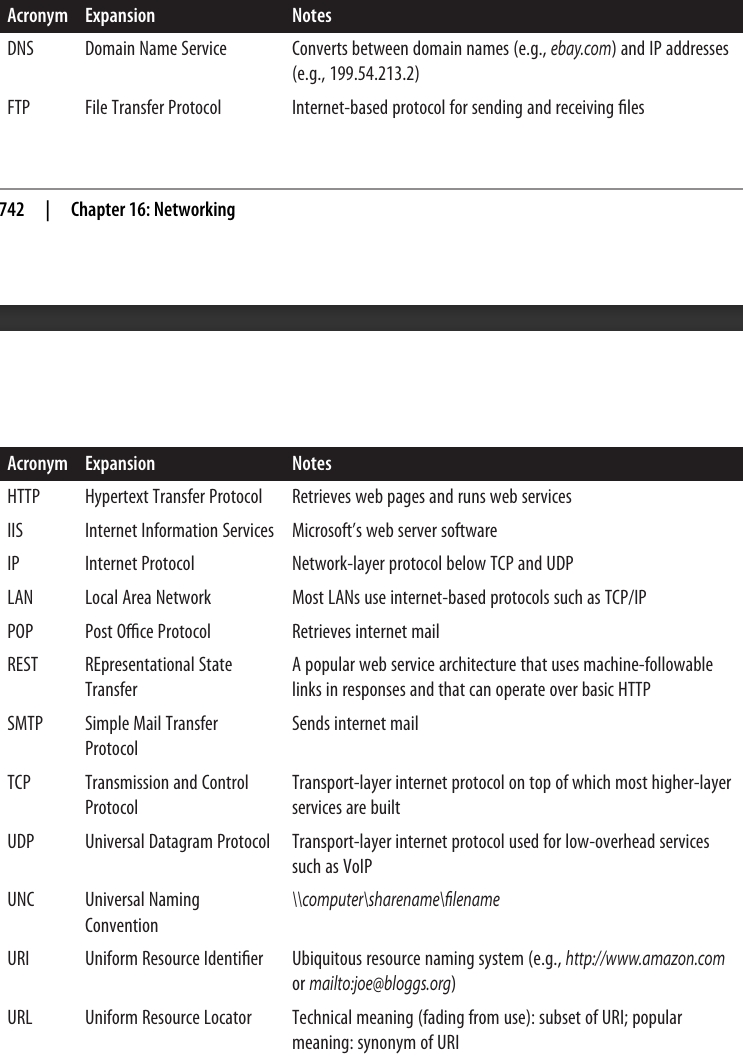 Acronym Expansion Notes
DNS Domain Name Service Converts between domain names (e.g., ebay.com) and IP addresses
(e.g., 199.54.213.2)
FTP File Transfer Protocol Internet-based protocol for sending and receiving files
742 | Chapter 16: Networking
Acronym Expansion Notes
HTTP Hypertext Transfer Protocol Retrieves web pages and runs web services
IIS Internet Information Services Microsoft's web server software
IP Internet Protocol Network-layer protocol below TCP and UDP
LAN Local Area Network Most LANs use internet-based protocols such as TCP/IP
POP Post Office Protocol Retrieves internet mail
REST REpresentational State A popular web service architecture that uses machine-followable
Transfer links in responses and that can operate over basic HTTP
SMTP Simple Mail Transfer Sends internet mail
Protocol
TCP Transmission and Control Transport-layer internet protocol on top of which most higher-layer
Protocol services are built
UDP Universal Datagram Protocol Transport-layer internet protocol used for low-overhead services
such as VoIP
UNC Universal Naming \\computer\sharename\filename
Convention
URI Uniform Resource Identifier Ubiquitous resource naming system (e.g., http://www.amazon.com
or mailto:joe@bloggs.org)
URL Uniform Resource Locator Technical meaning (fading from use): subset of URI; popular
meaning: synonym of URI